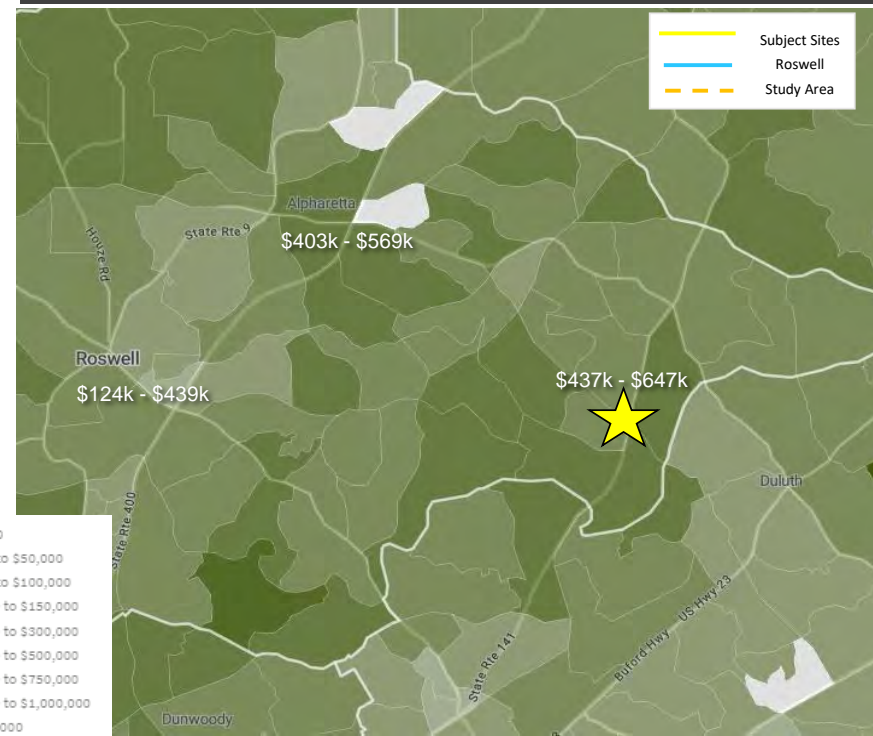 Subject Sites
Roswell
Study Area
Alpharetta
State Rte 9
$403k - $569k
Houze Rd
Roswell
$124k - $439k
$437k - $647k
Duluth
State Rte 400
to $50,000
to $100,000
to $150,000
to $300,000
to $500,000
to $750,000
to $1,000,000
US Hwy 23
Buford Hwy
State Rte 141
Dunwoody